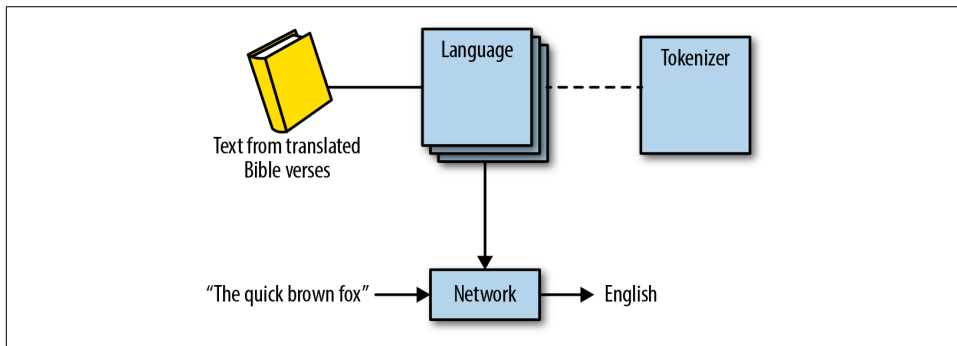 Language
Tokenizer
Text from translated
Bible verses
“The quick brown fox”
Network
English